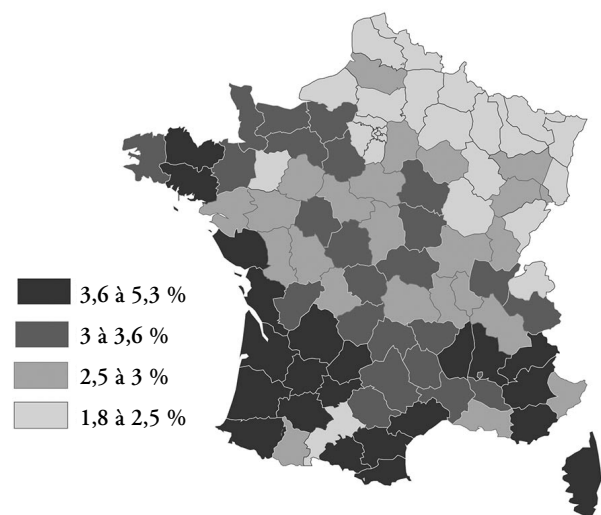 3,6 à 5,3 %
3 à 3,6 %
2,5 à 3 %
1,8 à 2,5 %